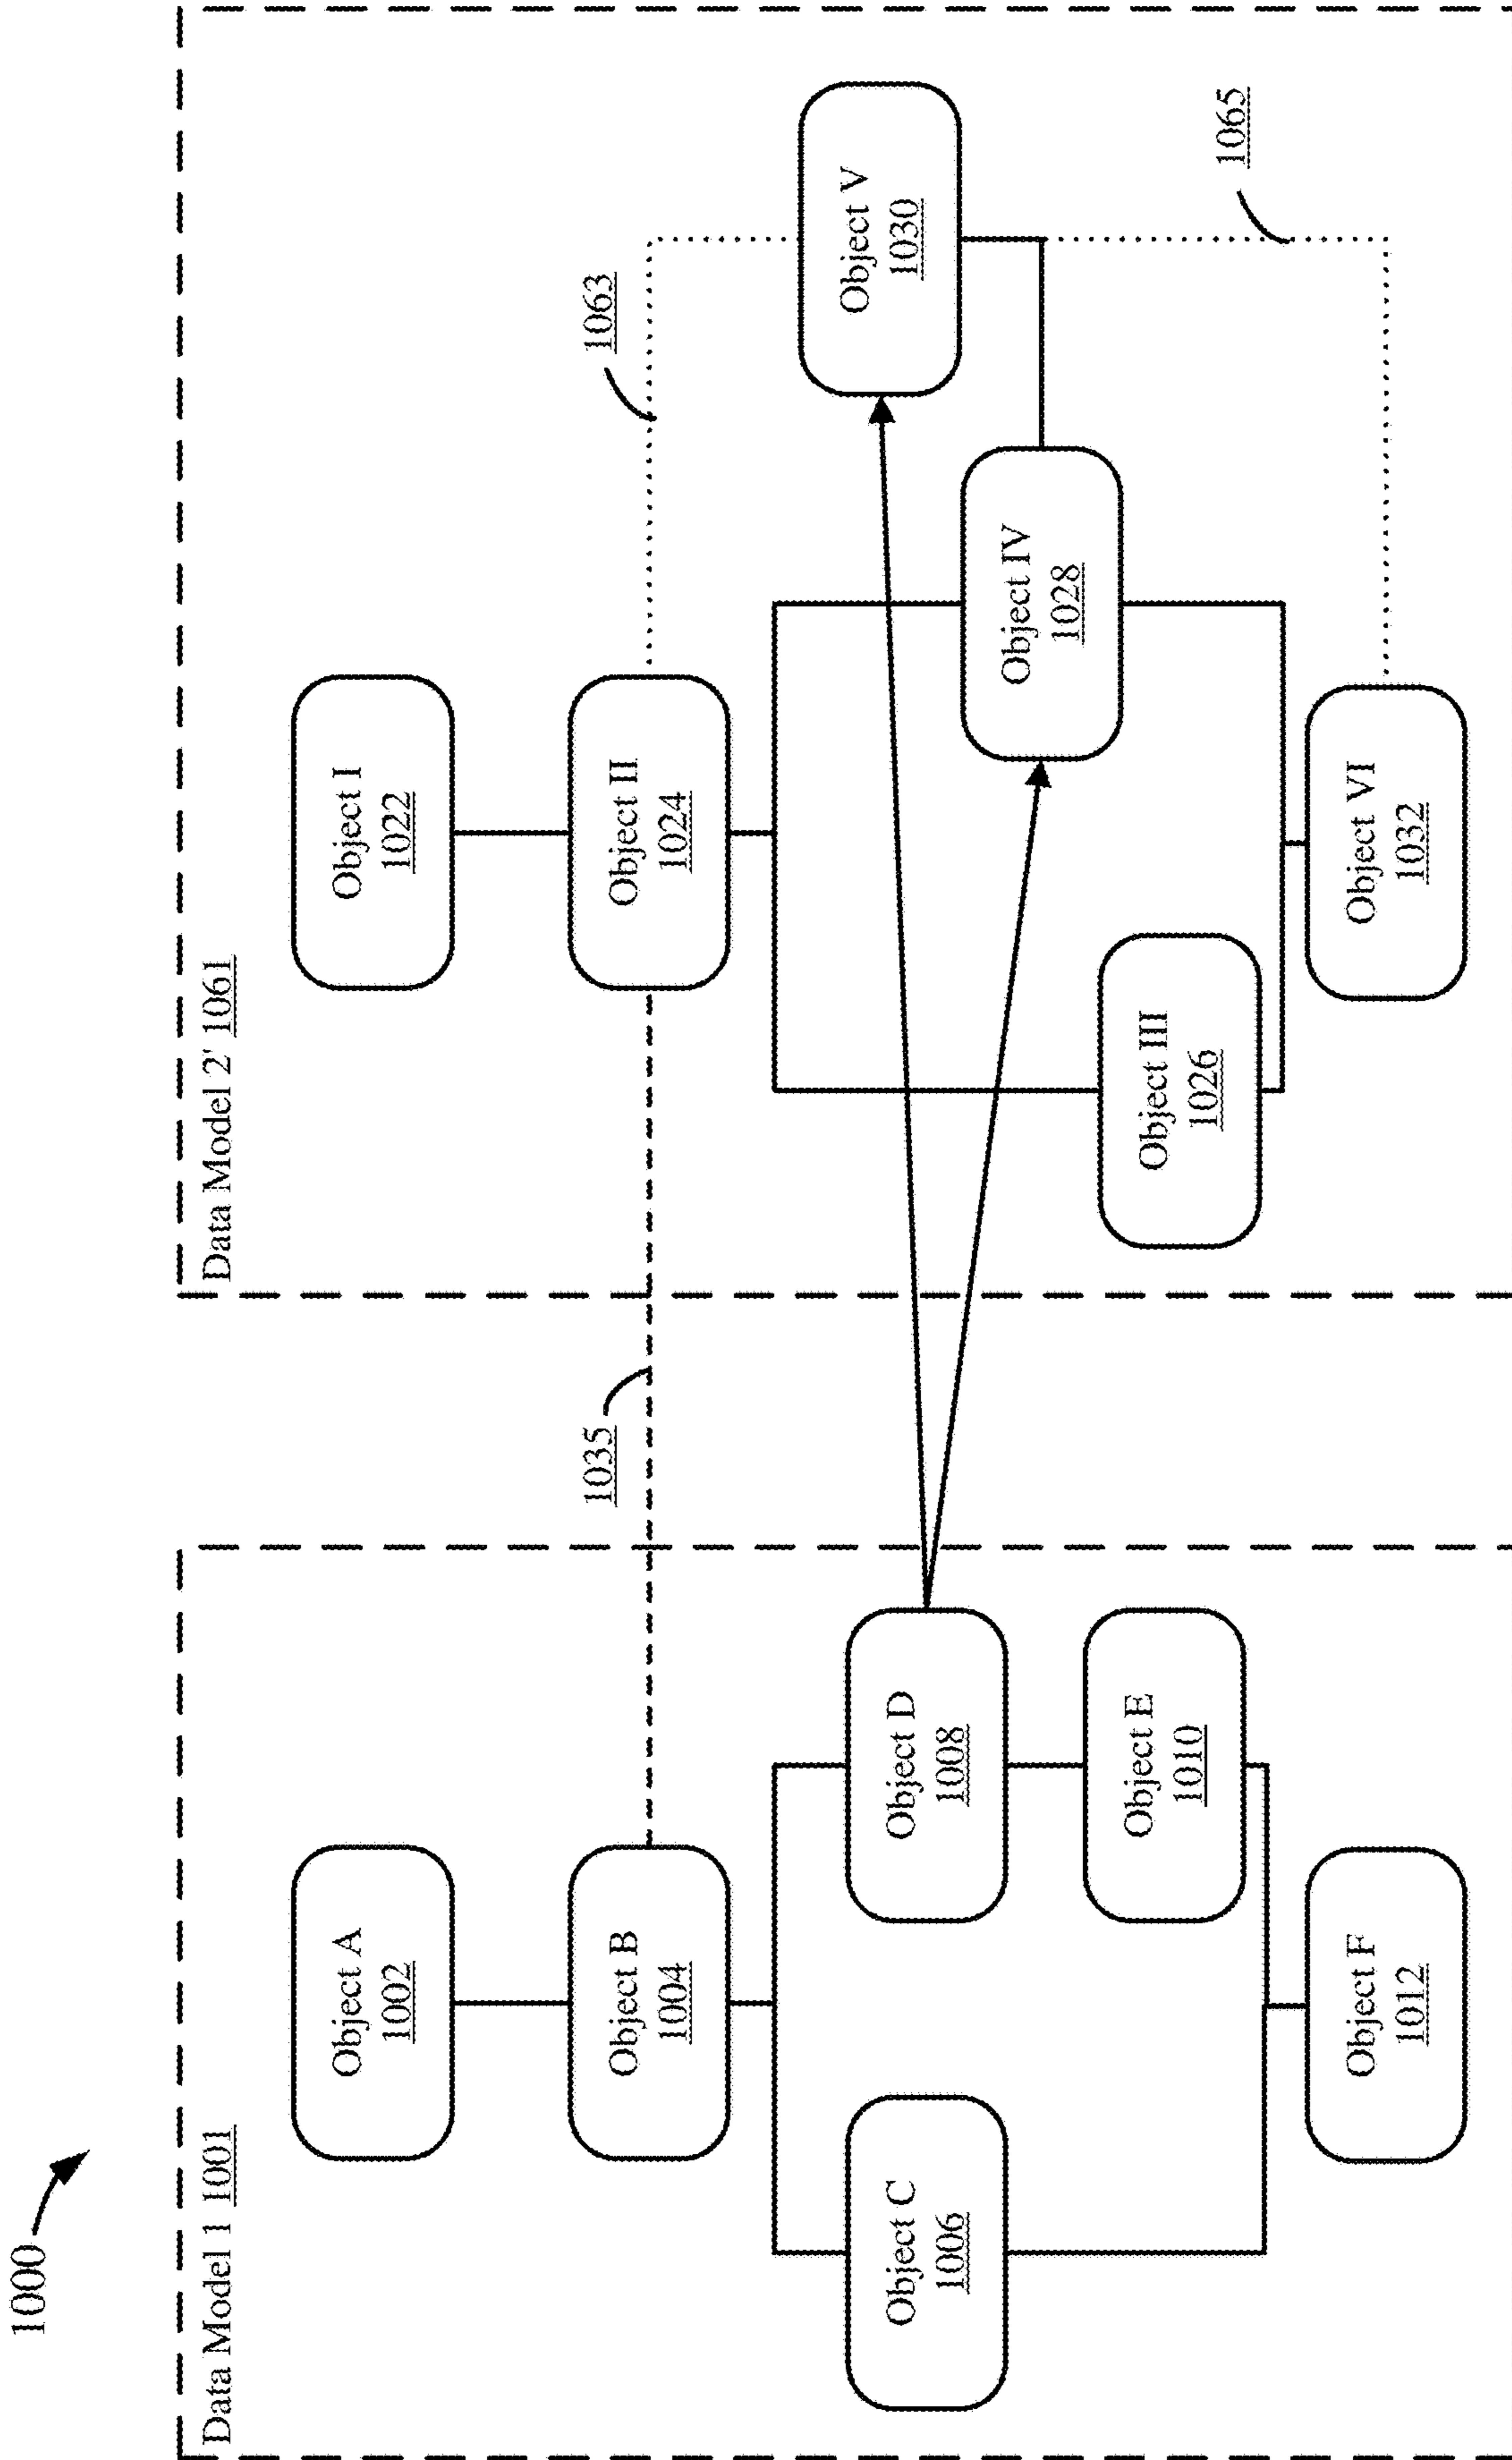 1000
Data Model 1 1001
Object A
1002
Object B
1004
Object C
1006
Object D
1008
Object E
1010
Object F
1012
1035
Data Model 2' 1061
Object I
1022
Object II
1024
1063
Object III
1026
Object IV
1028
Object V
1030
1065
Object VI
1032